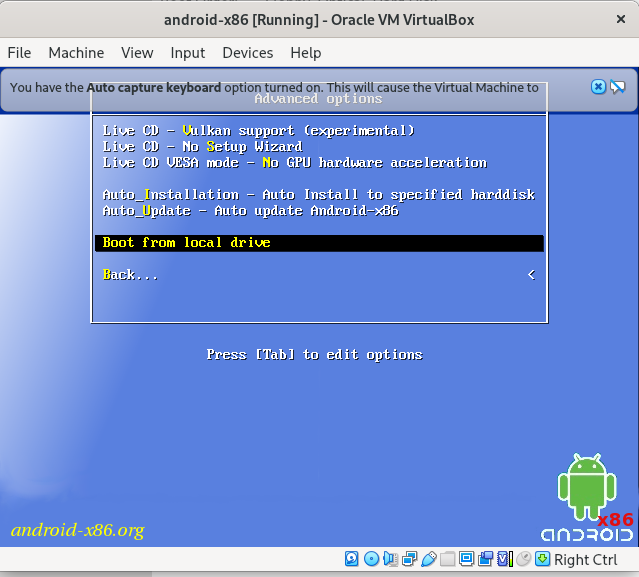 android-x86 [Running] - Oracle VM VirtualBox
File Machine View Input Devices Help
You have the Auto capture keyboard option turned on. This will cause the Virtual Machine to
Advanced options
Live CD - Vulkan support (experimental)
Live CD - No Setup Wizard
Live CD VESA mode - No GPU hardware acceleration
Auto_Installation - Auto Install to specified harddisk
Auto_Update - Auto update Android-x86
Boot from local drive
Back... <
Press [Tab] to edit options
x86
android
android-x86.org
Right Ctrl